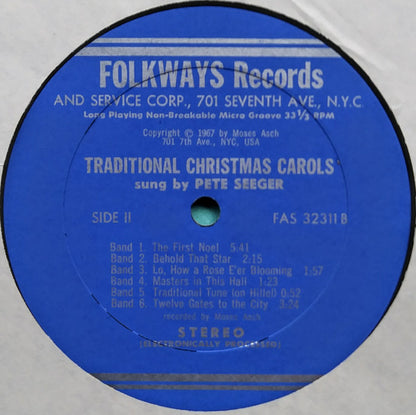 FOLKWAYS Records
AND SERVICE CORP., 701 SEVENTH AVE., N.Y.C.
Long Playing Non-Breakable Micro Groove 33⅓ RPM
Copyright © 1967 by Moses Asch
701 7th Ave., NYC, USA
TRADITIONAL CHRISTMAS CAROLS
sung by PETE SEEGER
SIDE II FAS 32311B
Band 1. The First Noel 5:41
Band 2. Behold That Star 2:15
Band 3. Lo, How a Rose E'er Blooming 1:57
Band 4. Masters in This Hall 1:23
Band 5. Traditional Tune (on Hillel) 0:52
Band 6. Twelve Gates to the City 3:24
recorded by Moses Asch
STEREO
(ELECTRONICALLY PROCESSED)